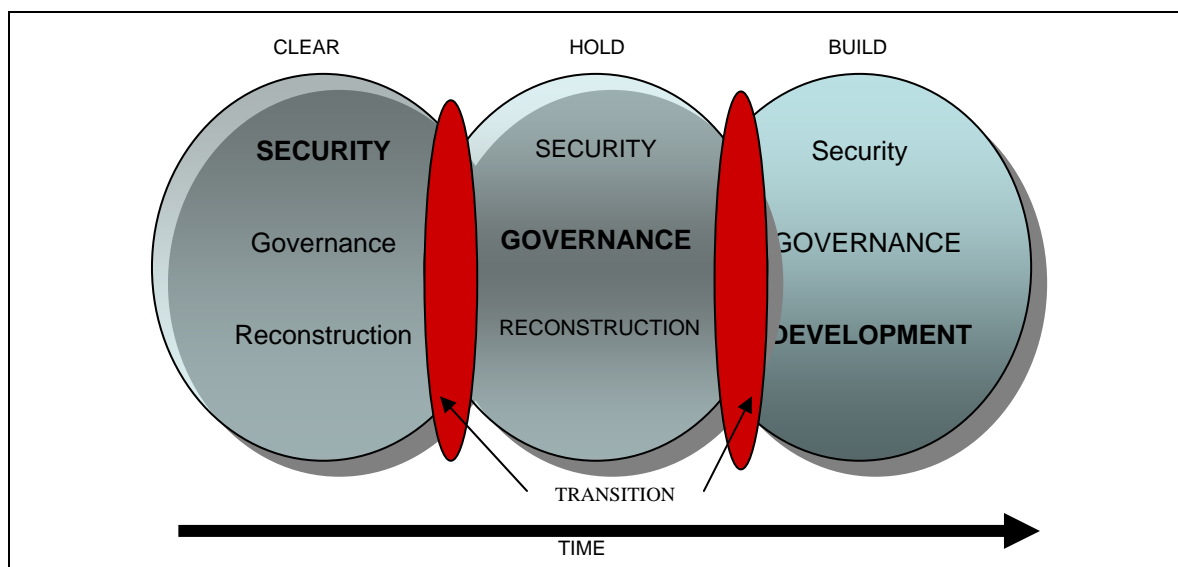 CLEAR
HOLD
BUILD
SECURITY
Governance
Reconstruction
SECURITY
GOVERNANCE
RECONSTRUCTION
Security
GOVERNANCE
DEVELOPMENT
TRANSITION
TIME